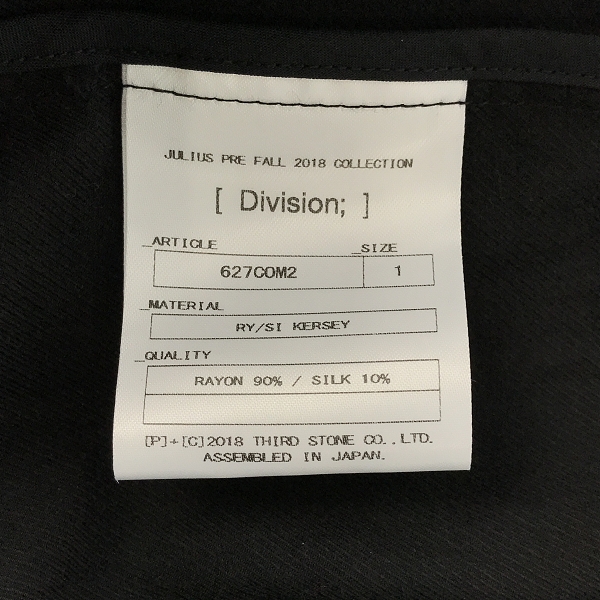 JULIUS PRE FALL 2018 COLLECTION
[ Division; ]
_ARTICLE _SIZE
627COM2 1
_MATERIAL
RY/SI KERSEY
_QUALITY
RAYON 90% / SILK 10%
[P]+[C]2018 THIRD STONE CO.,LTD.
ASSEMBLED IN JAPAN.